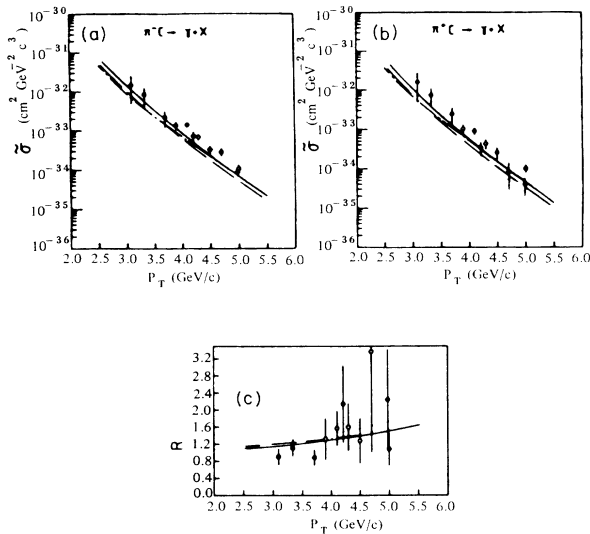 (a) π⁻C → γ+X
(b) π⁺C → γ+X
10⁻³⁰
10⁻³¹
10⁻³²
10⁻³³
10⁻³⁴
10⁻³⁵
10⁻³⁶
σ̃ (cm² GeV⁻² c³)
2.0 2.5 3.0 3.5 4.0 4.5 5.0 5.5 6.0
P_T (GeV/c)
10⁻³⁰
10⁻³¹
10⁻³²
10⁻³³
10⁻³⁴
10⁻³⁵
10⁻³⁶
σ̃ (cm² GeV⁻² c³)
2.0 2.5 3.0 3.5 4.0 4.5 5.0 5.5 6.0
P_T (GeV/c)
(c)
3.2
2.8
2.4
2.0
1.6
1.2
0.8
0.4
0.0
R
2.0 2.5 3.0 3.5 4.0 4.5 5.0 5.5 6.0
P_T (GeV/c)